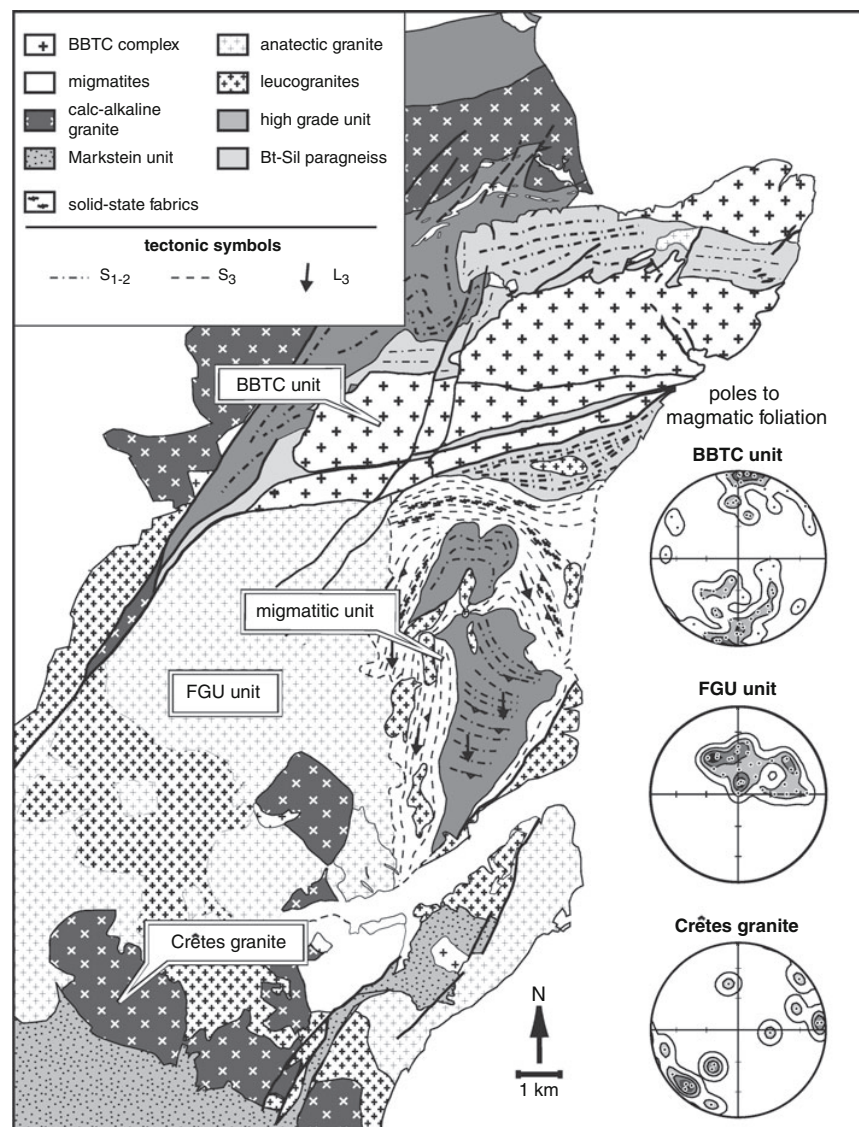 BBTC complex
anatectic granite
migmatites
leucogranites
calc-alkaline
granite
high grade unit
Markstein unit
Bt-Sil paragneiss
solid-state fabrics
tectonic symbols
S1-2
S3
L3
BBTC unit
poles to
magmatic foliation
BBTC unit
migmatitic unit
FGU unit
FGU unit
Crêtes granite
Crêtes granite
N
1 km